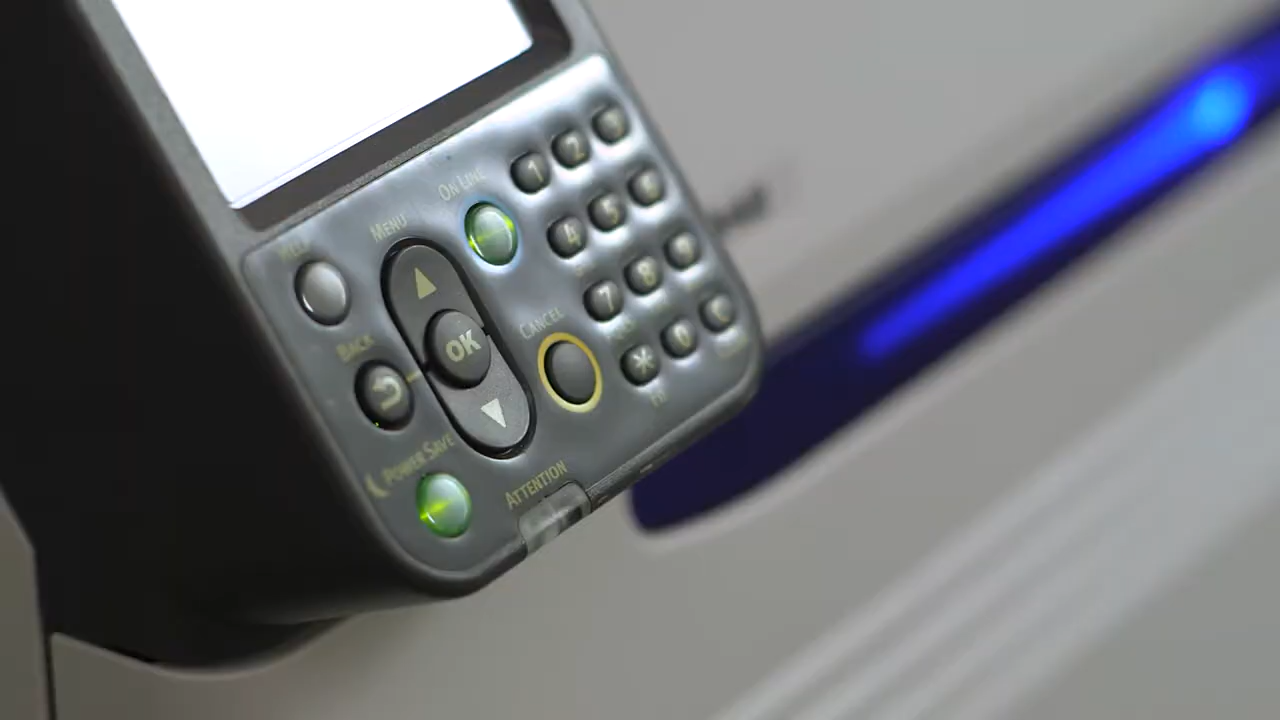 ON LINE
1 2 3
MENU
4 5 6
HELP
7 8 9
CANCEL
OK
* 0 C
BACK
POWER SAVE
ATTENTION